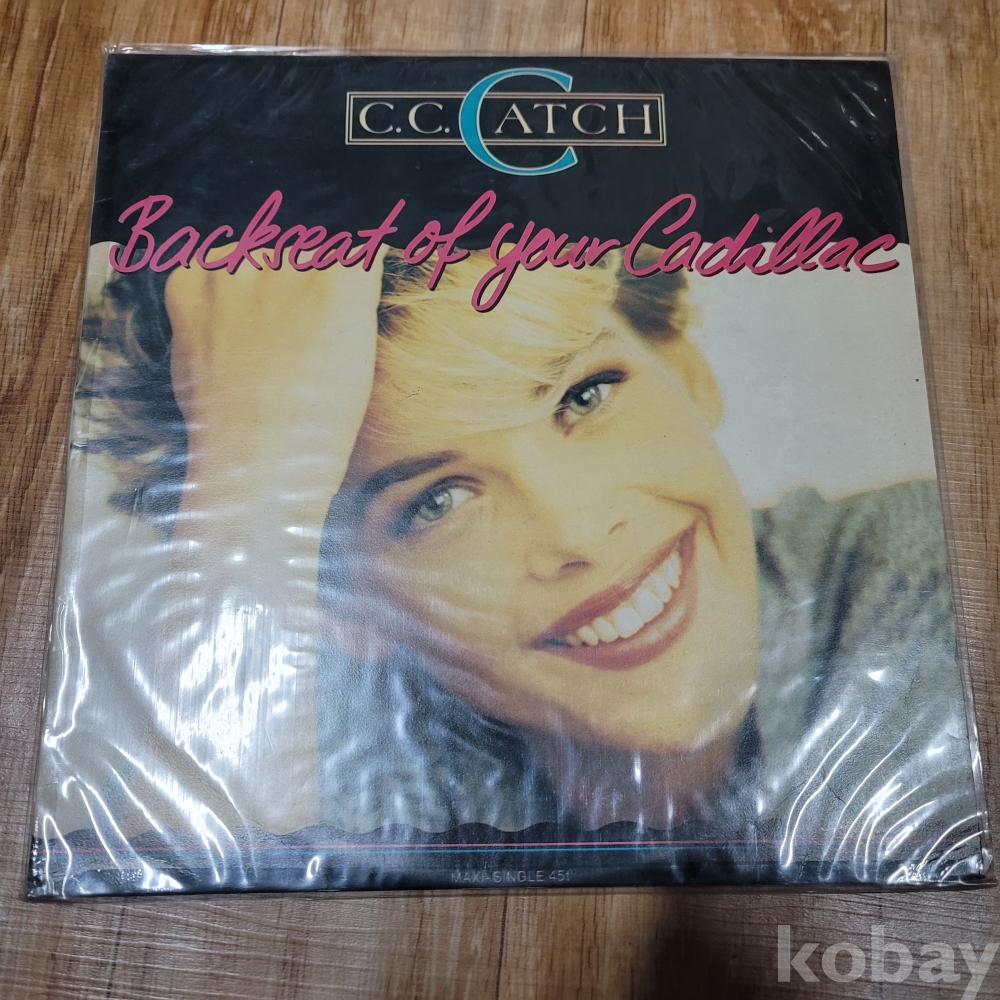 C.C. CATCH
Backseat of your Cadillac
MAXI-SINGLE 45
kobay